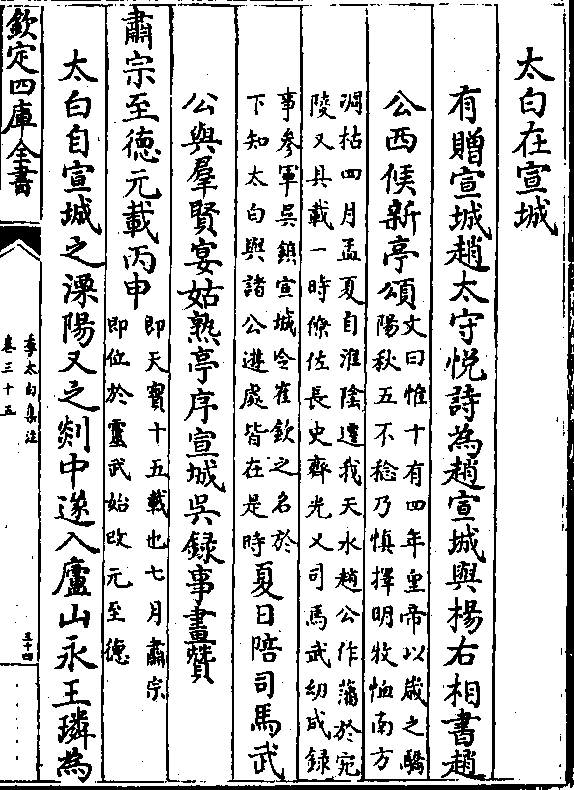 太白在宣城
有贈宣城趙太守悅詩為趙宣城與楊右相書趙
公西候新亭頌
文曰惟十有四年皇帝以歲之驕
陽秋五不稔乃慎擇明牧恤南方
凋枯四月孟夏自淮陰遷我天水趙公作藩於宛
陵又具載一時僚佐長史齊光乂司馬武幼成録
事參軍吳鎮宣城令崔欽之名於
下知太白與諸公遊處皆在是時
夏日陪司馬武
公與羣賢宴姑熟亭序宣城吳録事畫贊
肅宗至德元載丙申
即天寶十五載也七月肅宗
即位於靈武始改元至德
太白自宣城之溧陽又之剡中遂入廬山永王璘為
欽定四庫全書
李太白集注
卷三十五
三十四